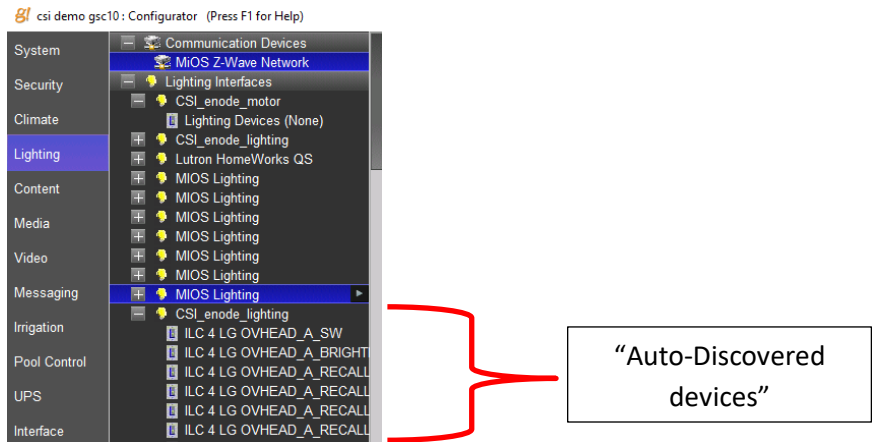 g! csi demo gsc10 : Configurator (Press F1 for Help)
System
Security
Climate
Lighting
Content
Media
Video
Messaging
Irrigation
Pool Control
UPS
Interface
Communication Devices
MiOS Z-Wave Network
Lighting Interfaces
CSI_enode_motor
Lighting Devices (None)
CSI_enode_lighting
Lutron HomeWorks QS
MIOS Lighting
MIOS Lighting
MIOS Lighting
MIOS Lighting
MIOS Lighting
MIOS Lighting
MIOS Lighting
CSI_enode_lighting
ILC 4 LG OVHEAD_A_SW
ILC 4 LG OVHEAD_A_BRIGHT
ILC 4 LG OVHEAD_A_RECALL
ILC 4 LG OVHEAD_A_RECALL
ILC 4 LG OVHEAD_A_RECALL
ILC 4 LG OVHEAD_A_RECALL
“Auto-Discovered
devices”